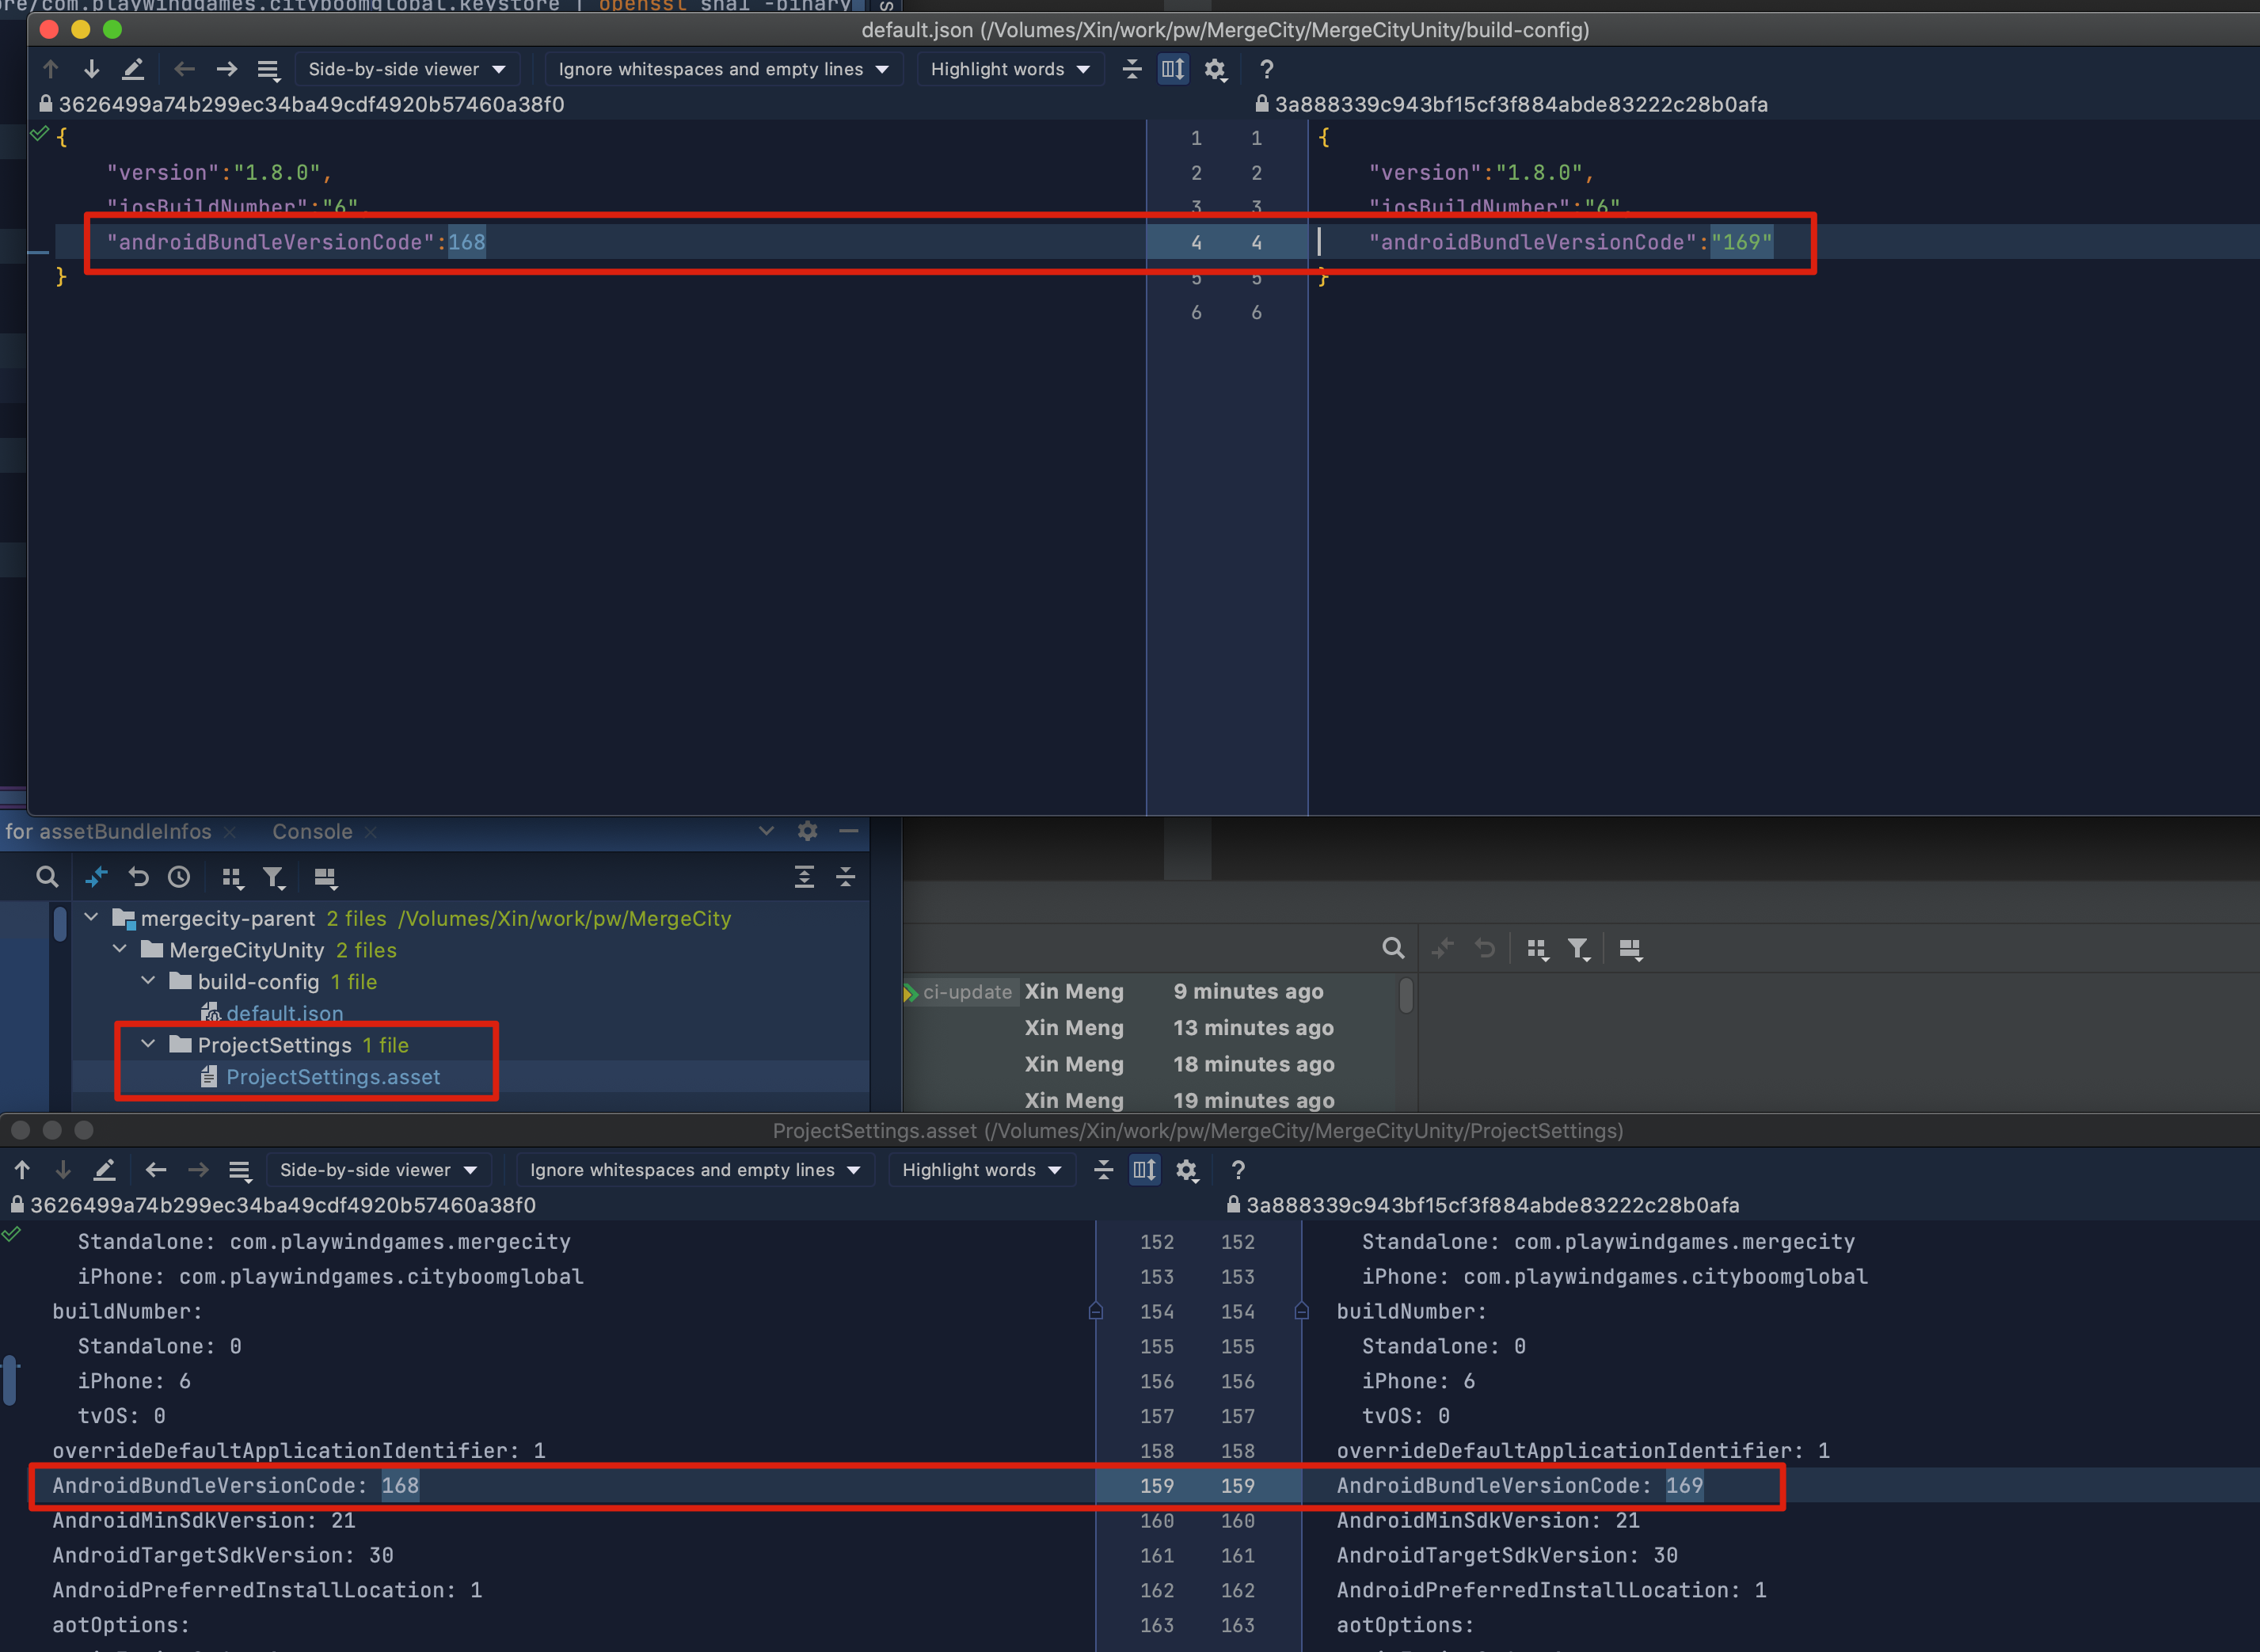 re/com.playwindgames.cityboomglobal.keystore | openssl sha1 -binary
default.json (/Volumes/Xin/work/pw/MergeCity/MergeCityUnity/build-config)
Side-by-side viewer Ignore whitespaces and empty lines Highlight words ?
3626499a74b299ec34ba49cdf4920b57460a38f0 3a888339c943bf15cf3f884abde83222c28b0afa
{ 1 1 {
"version":"1.8.0", 2 2 "version":"1.8.0",
"iosBuildNumber":"6", 3 3 "iosBuildNumber":"6",
"androidBundleVersionCode":168 4 4 "androidBundleVersionCode":"169"
} 5 5 }
6 6
for assetBundleInfos × Console ×
mergecity-parent 2 files /Volumes/Xin/work/pw/MergeCity
MergeCityUnity 2 files
build-config 1 file
default.json
ProjectSettings 1 file
ProjectSettings.asset
ci-update Xin Meng 9 minutes ago
Xin Meng 13 minutes ago
Xin Meng 18 minutes ago
Xin Meng 19 minutes ago
ProjectSettings.asset (/Volumes/Xin/work/pw/MergeCity/MergeCityUnity/ProjectSettings)
Side-by-side viewer Ignore whitespaces and empty lines Highlight words ?
3626499a74b299ec34ba49cdf4920b57460a38f0 3a888339c943bf15cf3f884abde83222c28b0afa
Standalone: com.playwindgames.mergecity 152 152 Standalone: com.playwindgames.mergecity
iPhone: com.playwindgames.cityboomglobal 153 153 iPhone: com.playwindgames.cityboomglobal
buildNumber: 154 154 buildNumber:
Standalone: 0 155 155 Standalone: 0
iPhone: 6 156 156 iPhone: 6
tvOS: 0 157 157 tvOS: 0
overrideDefaultApplicationIdentifier: 1 158 158 overrideDefaultApplicationIdentifier: 1
AndroidBundleVersionCode: 168 159 159 AndroidBundleVersionCode: 169
AndroidMinSdkVersion: 21 160 160 AndroidMinSdkVersion: 21
AndroidTargetSdkVersion: 30 161 161 AndroidTargetSdkVersion: 30
AndroidPreferredInstallLocation: 1 162 162 AndroidPreferredInstallLocation: 1
aotOptions: 163 163 aotOptions: